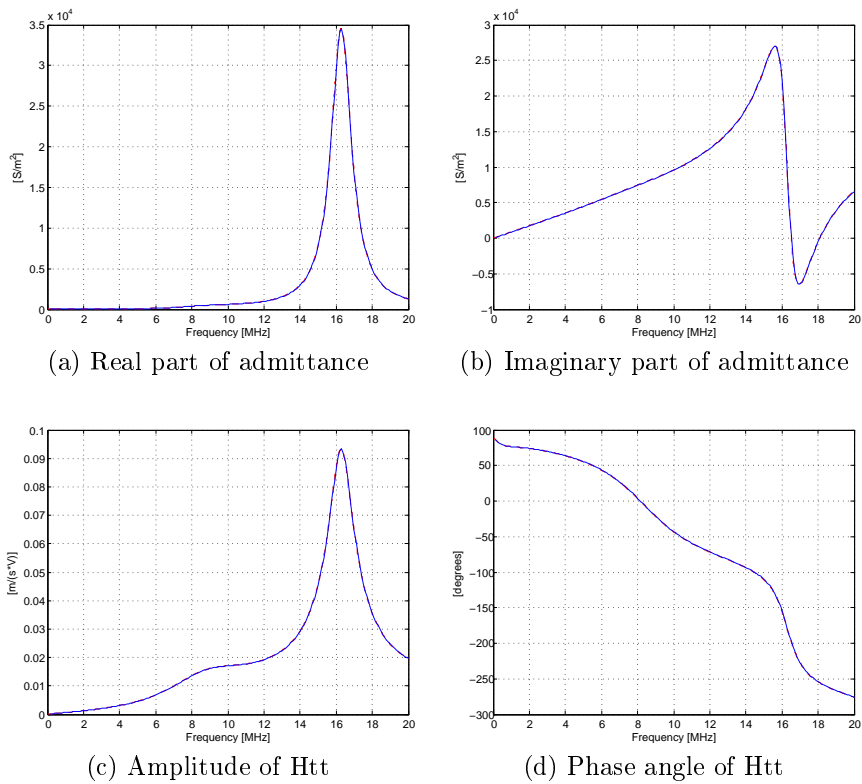 x 10⁴
3.5
3
2.5
2
1.5
1
0.5
0
[S/m²]
0 2 4 6 8 10 12 14 16 18 20
Frequency [MHz]
(a) Real part of admittance
x 10⁴
3
2.5
2
1.5
1
0.5
0
−0.5
−1
[S/m²]
0 2 4 6 8 10 12 14 16 18 20
Frequency [MHz]
(b) Imaginary part of admittance
0.1
0.09
0.08
0.07
0.06
0.05
0.04
0.03
0.02
0.01
0
[m/(s*V)]
0 2 4 6 8 10 12 14 16 18 20
Frequency [MHz]
(c) Amplitude of Htt
100
50
0
−50
−100
−150
−200
−250
−300
[degrees]
0 2 4 6 8 10 12 14 16 18 20
Frequency [MHz]
(d) Phase angle of Htt